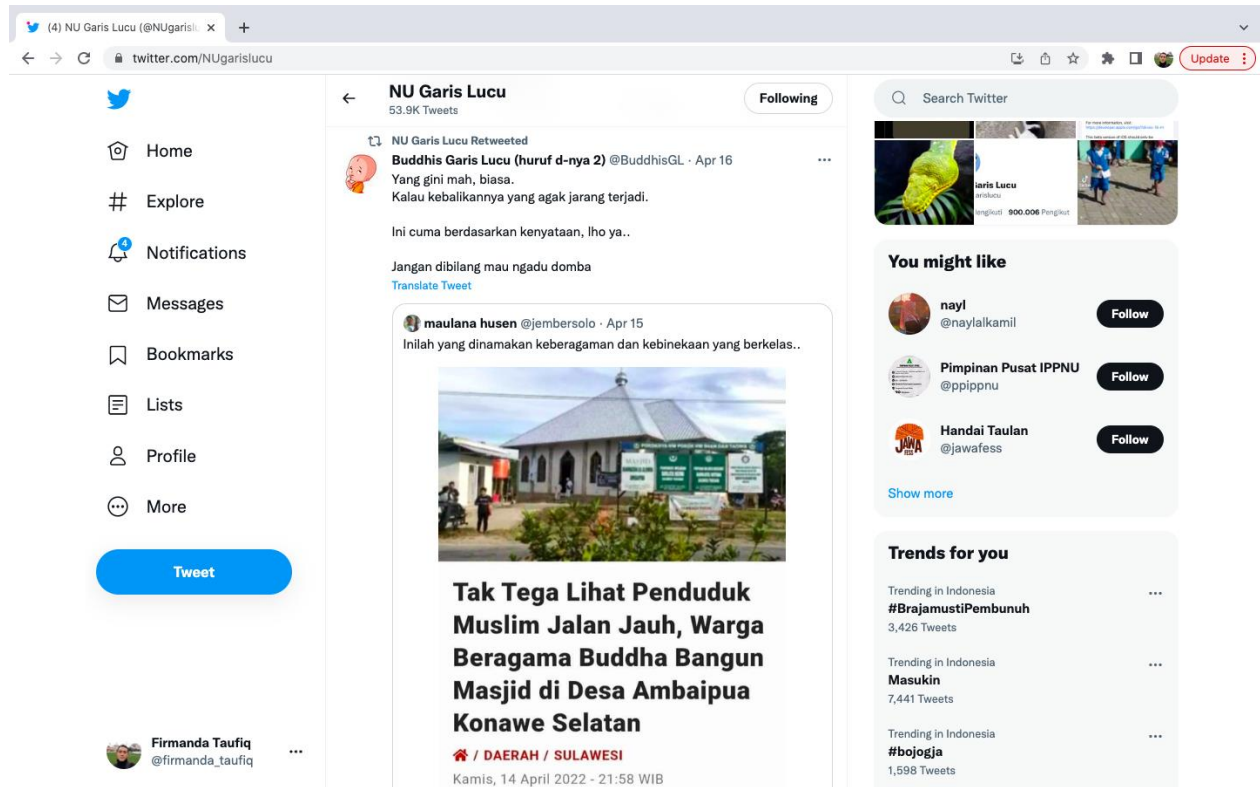 (4) NU Garis Lucu (@NUgarislu
twitter.com/NUgarislucu
Update
Home
Explore
4
Notifications
Messages
Bookmarks
Lists
Profile
More
Tweet
Firmanda Taufiq
@firmanda_taufiq
NU Garis Lucu
53.9K Tweets
Following
NU Garis Lucu Retweeted
Buddhis Garis Lucu (huruf d-nya 2) @BuddhisGL · Apr 16
Yang gini mah, biasa.
Kalau kebalikannya yang agak jarang terjadi.
Ini cuma berdasarkan kenyataan, lho ya..
Jangan dibilang mau ngadu domba
Translate Tweet
maulana husen @jembersolo · Apr 15
Inilah yang dinamakan keberagaman dan kebinekaan yang berkelas..
MASJID
Tak Tega Lihat Penduduk
Muslim Jalan Jauh, Warga
Beragama Buddha Bangun
Masjid di Desa Ambaipua
Konawe Selatan
/ DAERAH / SULAWESI
Kamis, 14 April 2022 - 21:58 WIB
Search Twitter
aris Lucu
arislucu
engikuti 900.006 Pengikut
You might like
nayl
@naylalkamil
Follow
Pimpinan Pusat IPPNU
@ppippnu
Follow
JAWA
Handai Taulan
@jawafess
Follow
Show more
Trends for you
Trending in Indonesia
#BrajamustiPembunuh
3,426 Tweets
Trending in Indonesia
Masukin
7,441 Tweets
Trending in Indonesia
#bojogja
1,598 Tweets